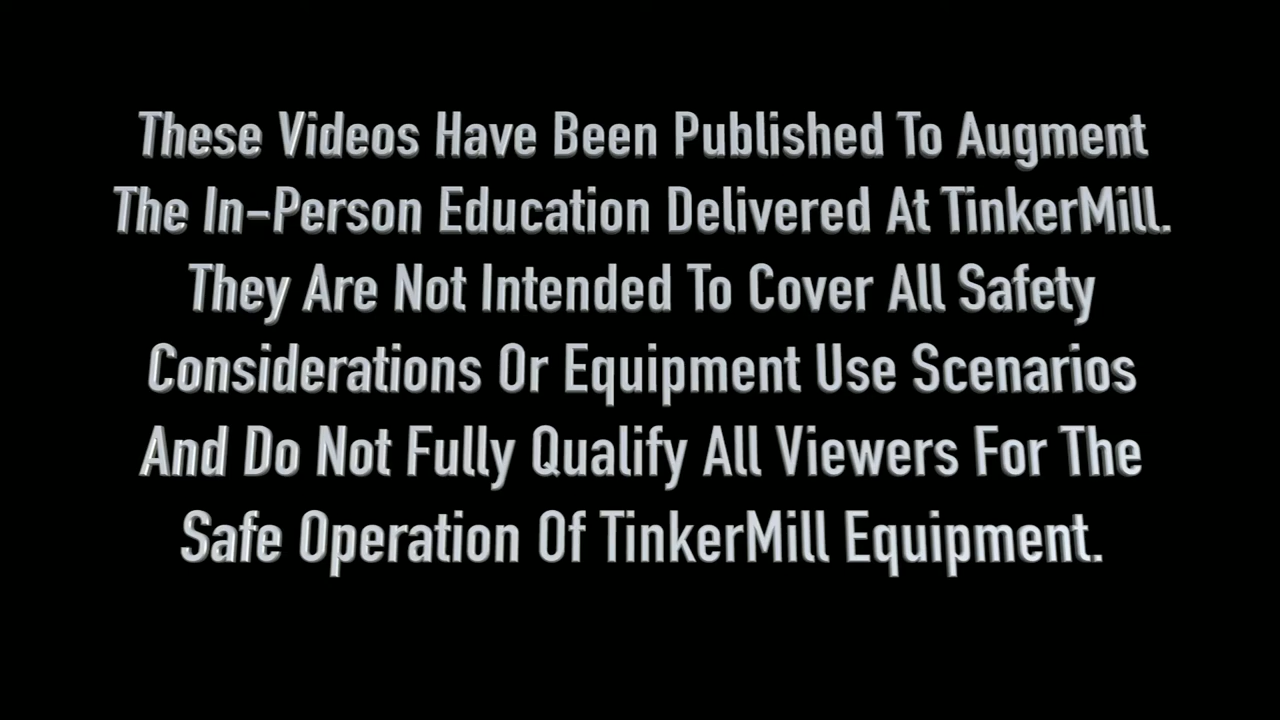 These Videos Have Been Published To Augment
The In-Person Education Delivered At TinkerMill.
They Are Not Intended To Cover All Safety
Considerations Or Equipment Use Scenarios
And Do Not Fully Qualify All Viewers For The
Safe Operation Of TinkerMill Equipment.